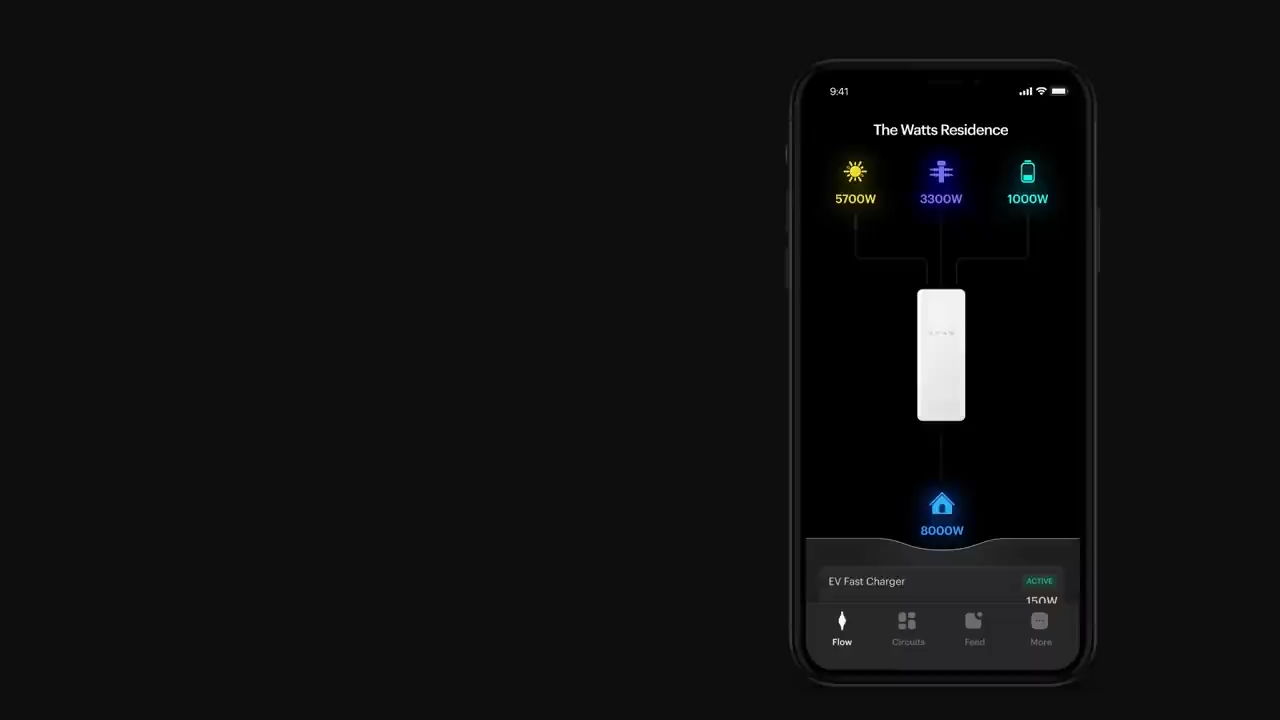 9:41
The Watts Residence
5700W 3300W 1000W
8000W
EV Fast Charger ACTIVE
150W
Flow Circuits Feed More